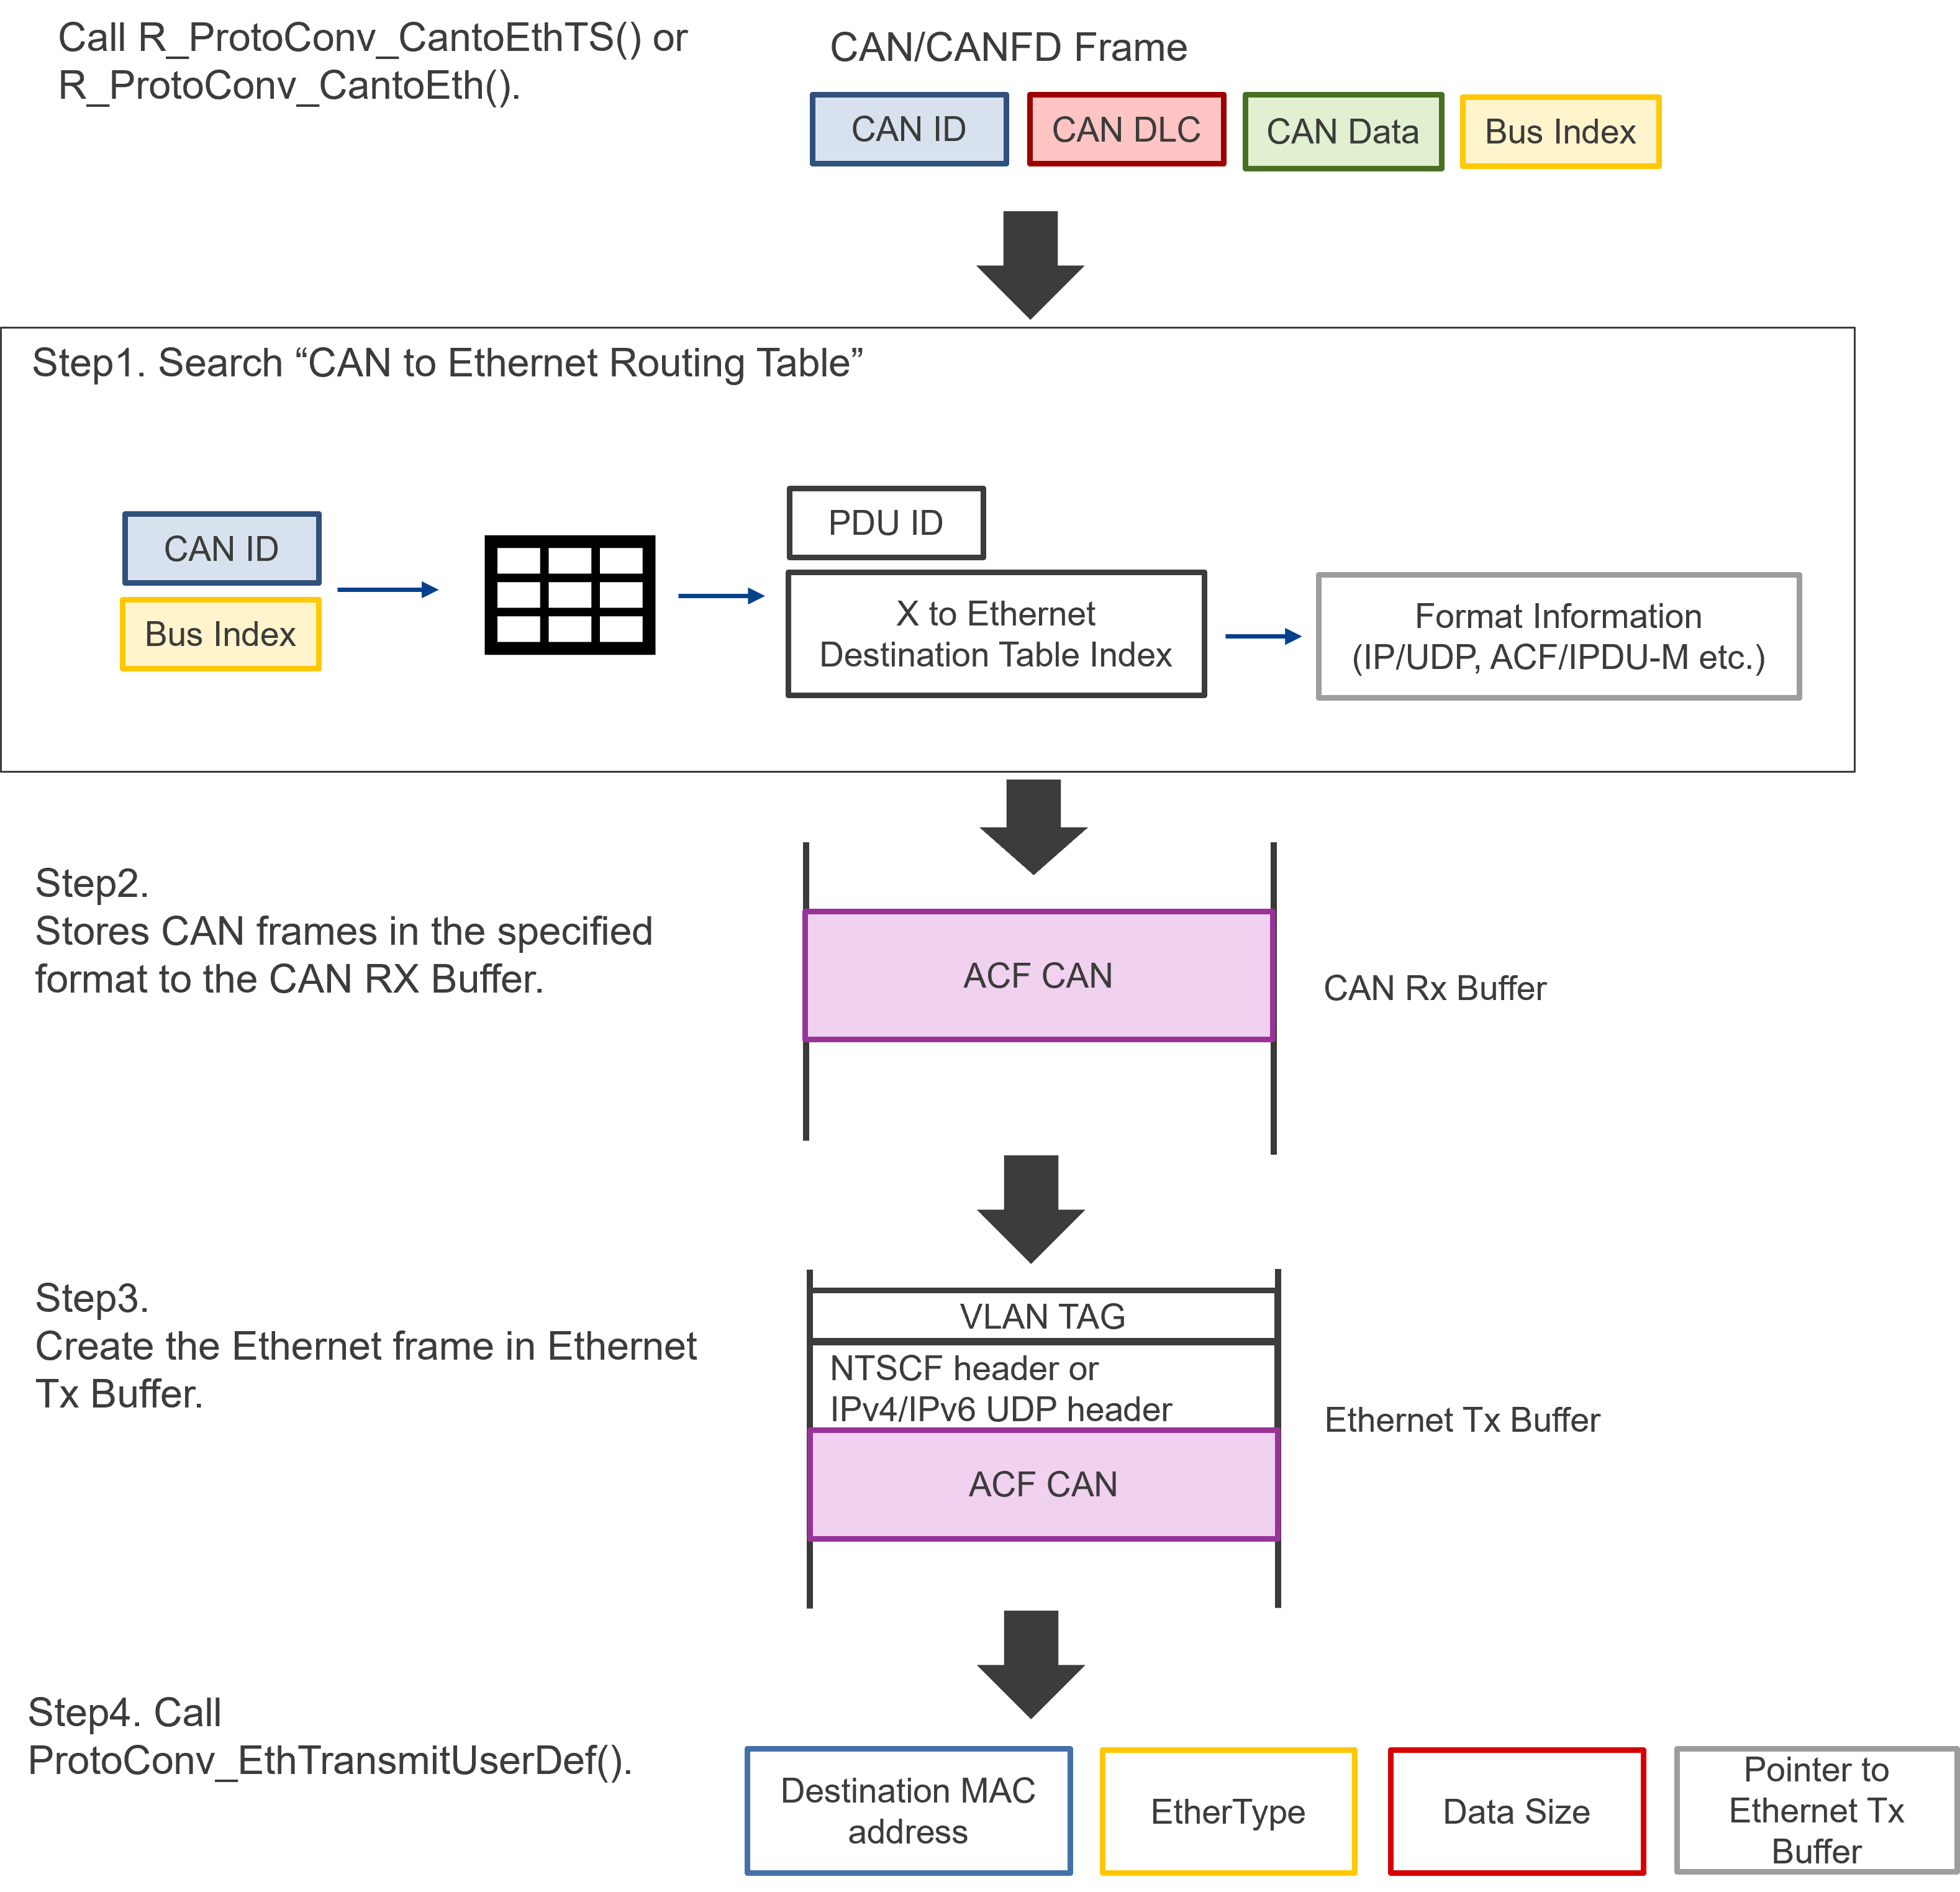 Call R_ProtoConv_CantoEthTS() or
R_ProtoConv_CantoEth().
CAN/CANFD Frame
CAN ID
CAN DLC
CAN Data
Bus Index
Step1. Search “CAN to Ethernet Routing Table”
CAN ID
Bus Index
PDU ID
X to Ethernet
Destination Table Index
Format Information
(IP/UDP, ACF/IPDU-M etc.)
Step2.
Stores CAN frames in the specified
format to the CAN RX Buffer.
ACF CAN
CAN Rx Buffer
Step3.
Create the Ethernet frame in Ethernet
Tx Buffer.
VLAN TAG
NTSCF header or
IPv4/IPv6 UDP header
ACF CAN
Ethernet Tx Buffer
Step4. Call
ProtoConv_EthTransmitUserDef().
Destination MAC
address
EtherType
Data Size
Pointer to
Ethernet Tx
Buffer